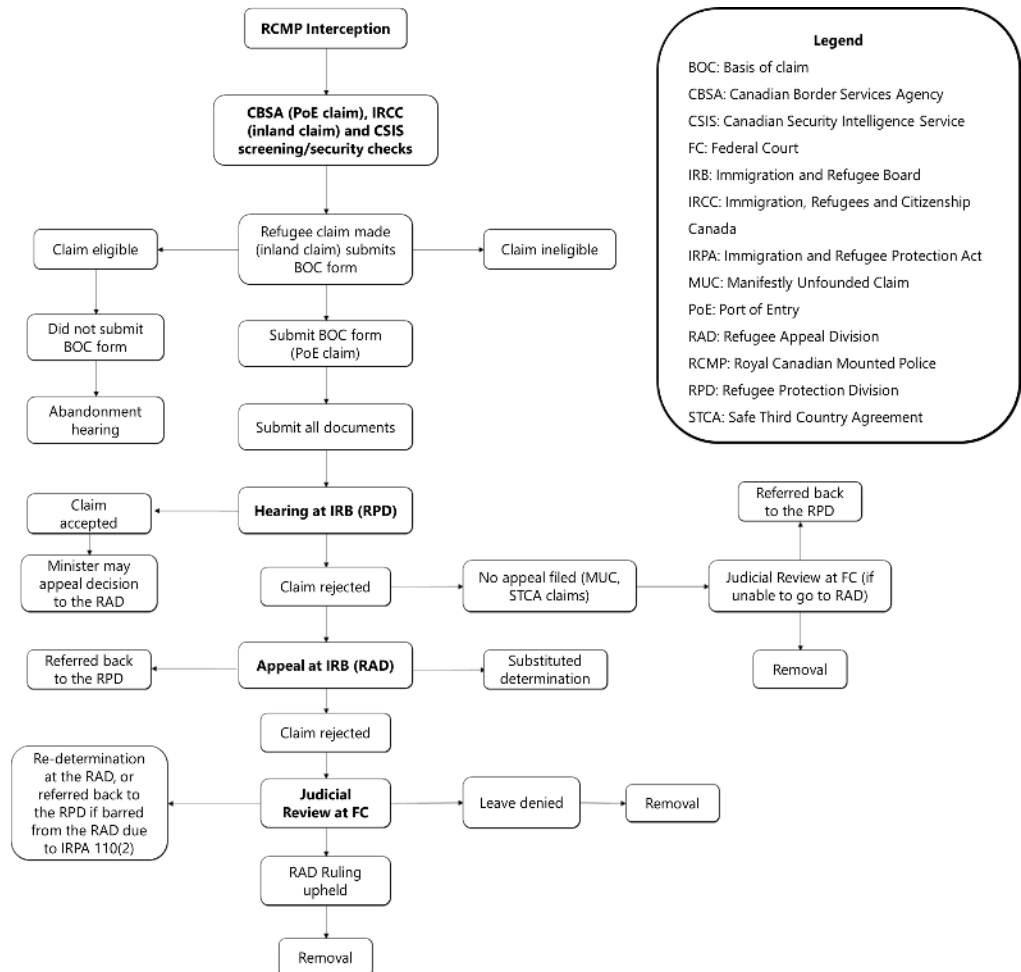 RCMP Interception
CBSA (PoE claim), IRCC
(inland claim) and CSIS
screening/security checks
Claim eligible
Refugee claim made
(inland claim) submits
BOC form
Claim ineligible
Did not submit
BOC form
Submit BOC form
(PoE claim)
Abandonment
hearing
Submit all documents
Claim
accepted
Hearing at IRB (RPD)
Minister may
appeal decision
to the RAD
Claim rejected
No appeal filed (MUC,
STCA claims)
Judicial Review at FC (if
unable to go to RAD)
Referred back
to the RPD
Removal
Referred back
to the RPD
Appeal at IRB (RAD)
Substituted
determination
Claim rejected
Re-determination
at the RAD, or
referred back to
the RPD if barred
from the RAD due
to IRPA 110(2)
Judicial
Review at FC
Leave denied
Removal
RAD Ruling
upheld
Removal
Legend
BOC: Basis of claim
CBSA: Canadian Border Services Agency
CSIS: Canadian Security Intelligence Service
FC: Federal Court
IRB: Immigration and Refugee Board
IRCC: Immigration, Refugees and Citizenship
Canada
IRPA: Immigration and Refugee Protection Act
MUC: Manifestly Unfounded Claim
PoE: Port of Entry
RAD: Refugee Appeal Division
RCMP: Royal Canadian Mounted Police
RPD: Refugee Protection Division
STCA: Safe Third Country Agreement